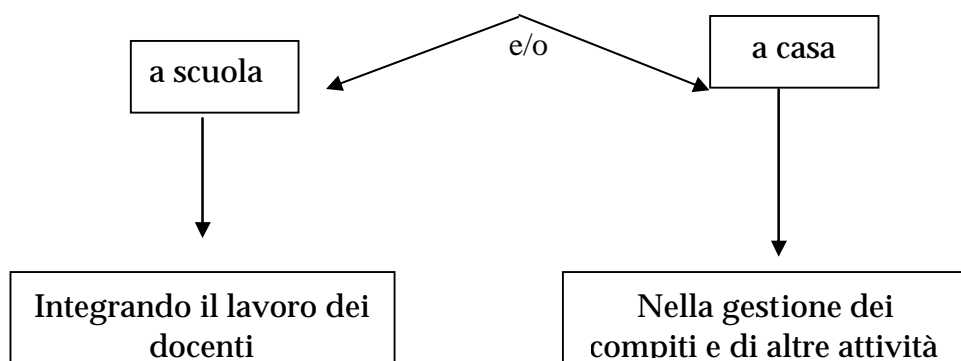 e/o
a scuola
a casa
Integrando il lavoro dei
docenti
Nella gestione dei
compiti e di altre attività